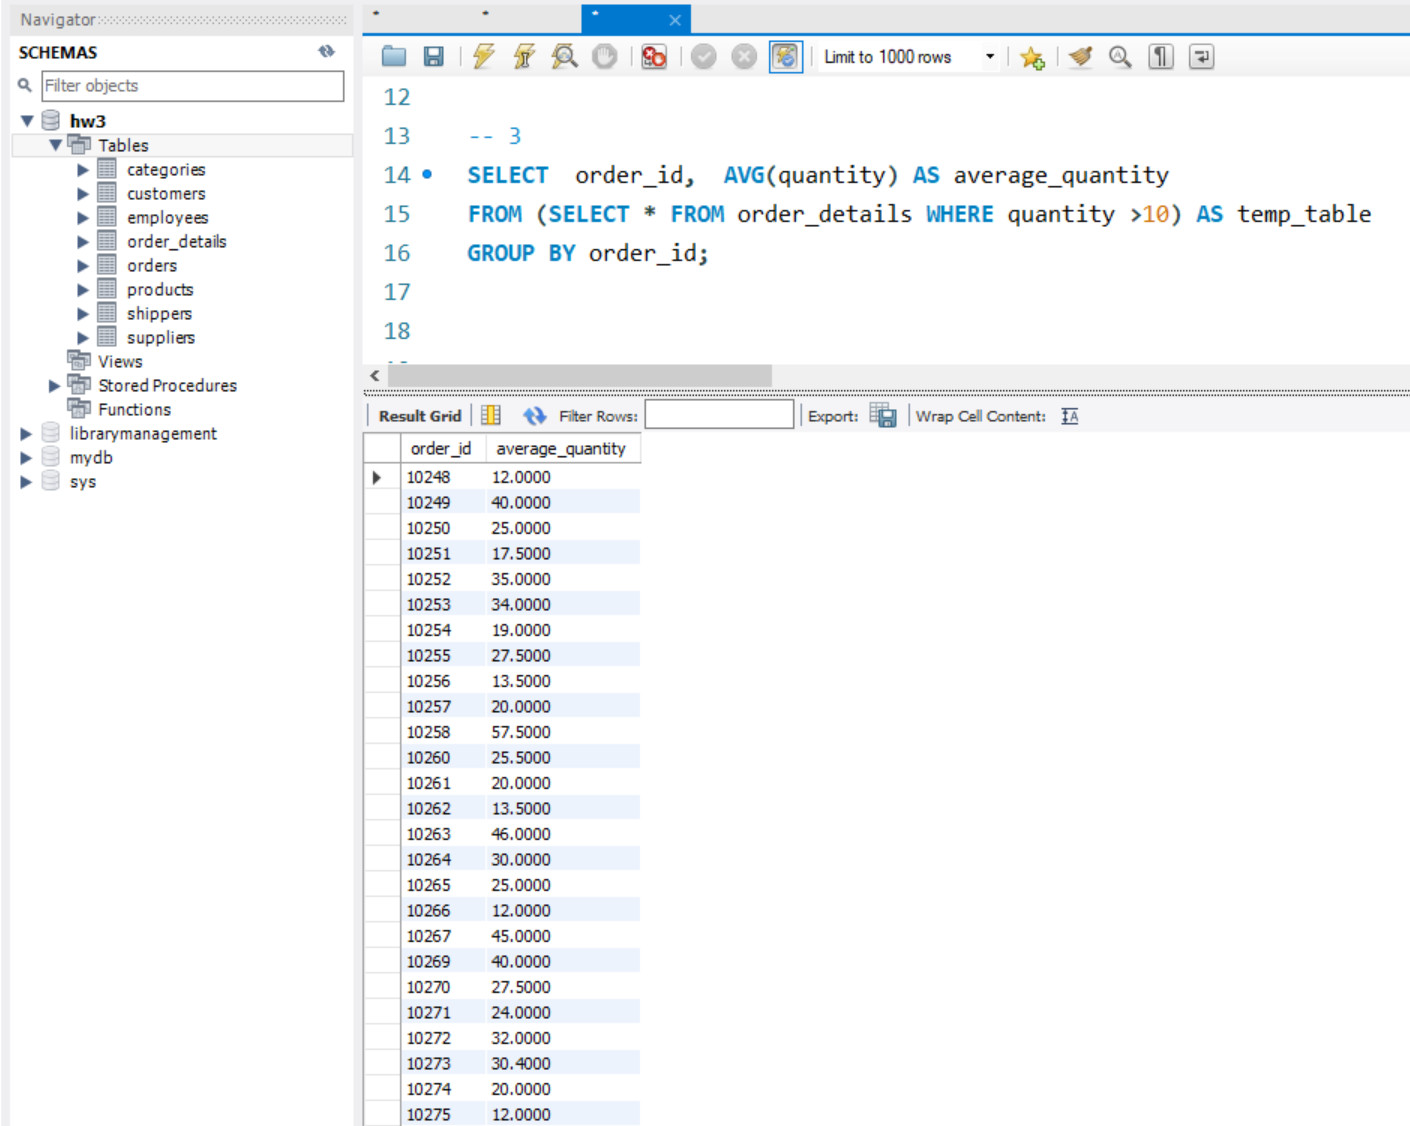 Navigator
SCHEMAS
Filter objects
hw3
Tables
categories
customers
employees
order_details
orders
products
shippers
suppliers
Views
Stored Procedures
Functions
librarymanagement
mydb
sys
* * *
Limit to 1000 rows
12
13 -- 3
14 SELECT order_id, AVG(quantity) AS average_quantity
15 FROM (SELECT * FROM order_details WHERE quantity >10) AS temp_table
16 GROUP BY order_id;
17
18
Result Grid Filter Rows: Export: Wrap Cell Content:
order_id average_quantity
10248 12.0000
10249 40.0000
10250 25.0000
10251 17.5000
10252 35.0000
10253 34.0000
10254 19.0000
10255 27.5000
10256 13.5000
10257 20.0000
10258 57.5000
10260 25.5000
10261 20.0000
10262 13.5000
10263 46.0000
10264 30.0000
10265 25.0000
10266 12.0000
10267 45.0000
10269 40.0000
10270 27.5000
10271 24.0000
10272 32.0000
10273 30.4000
10274 20.0000
10275 12.0000